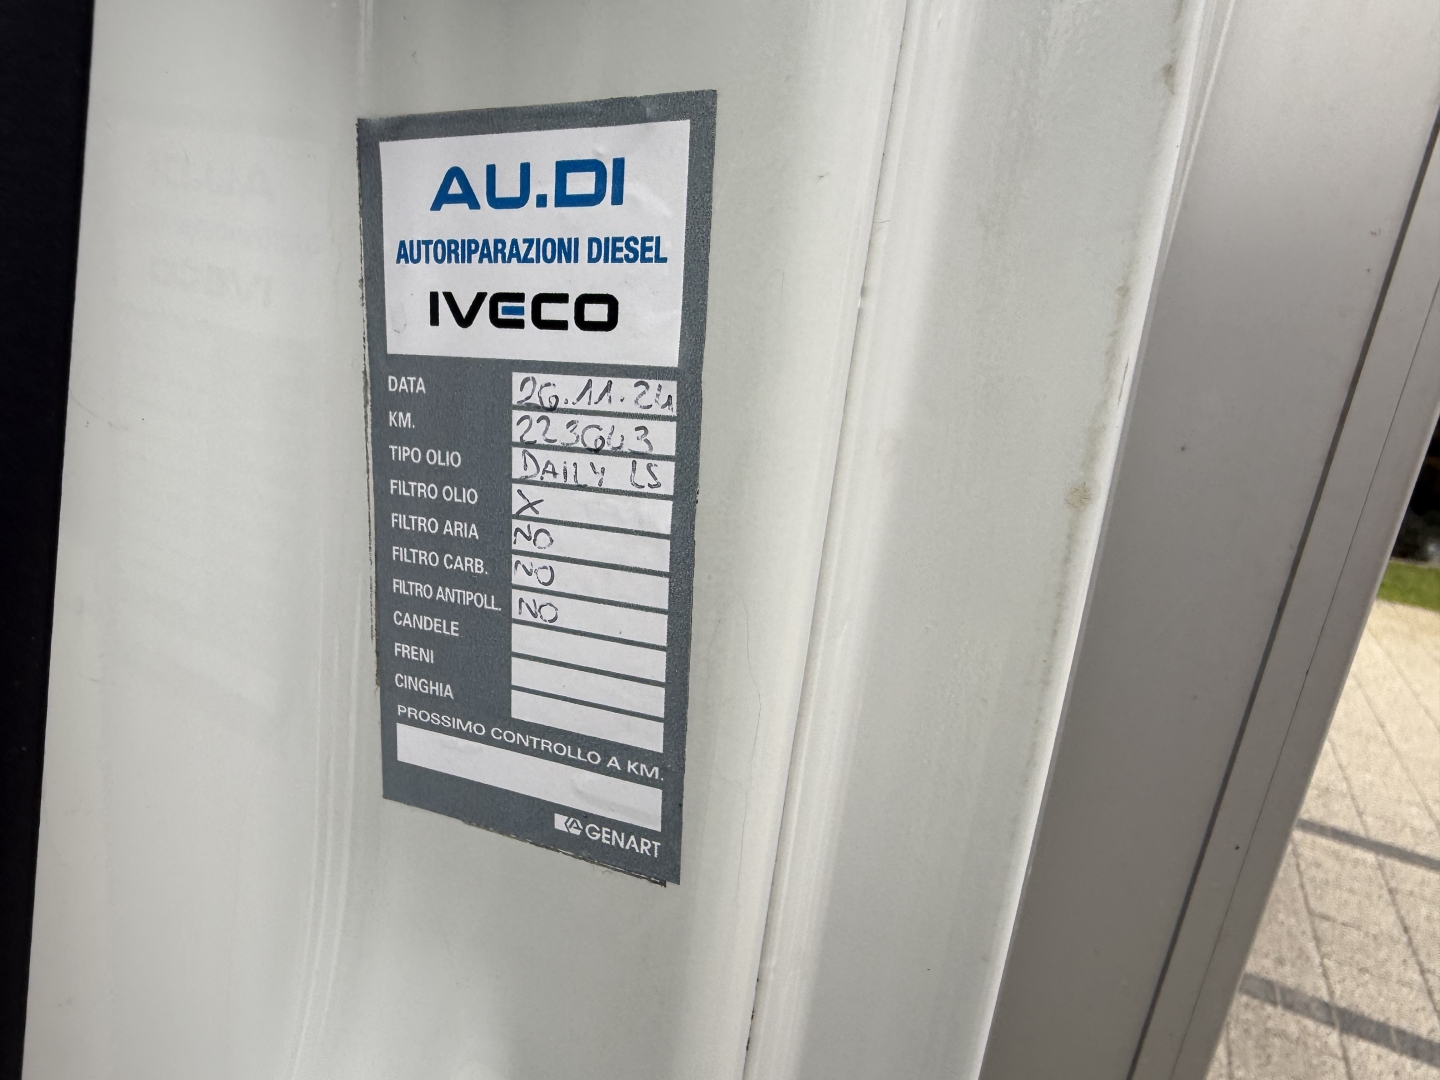 AU.DI
AUTORIPARAZIONI DIESEL
IVECO
DATA 26.11.24
KM. 223643
TIPO OLIO DAILY LS
FILTRO OLIO X
FILTRO ARIA NO
FILTRO CARB. NO
FILTRO ANTIPOLL. NO
CANDELE
FRENI
CINGHIA
PROSSIMO CONTROLLO A KM.
GENART